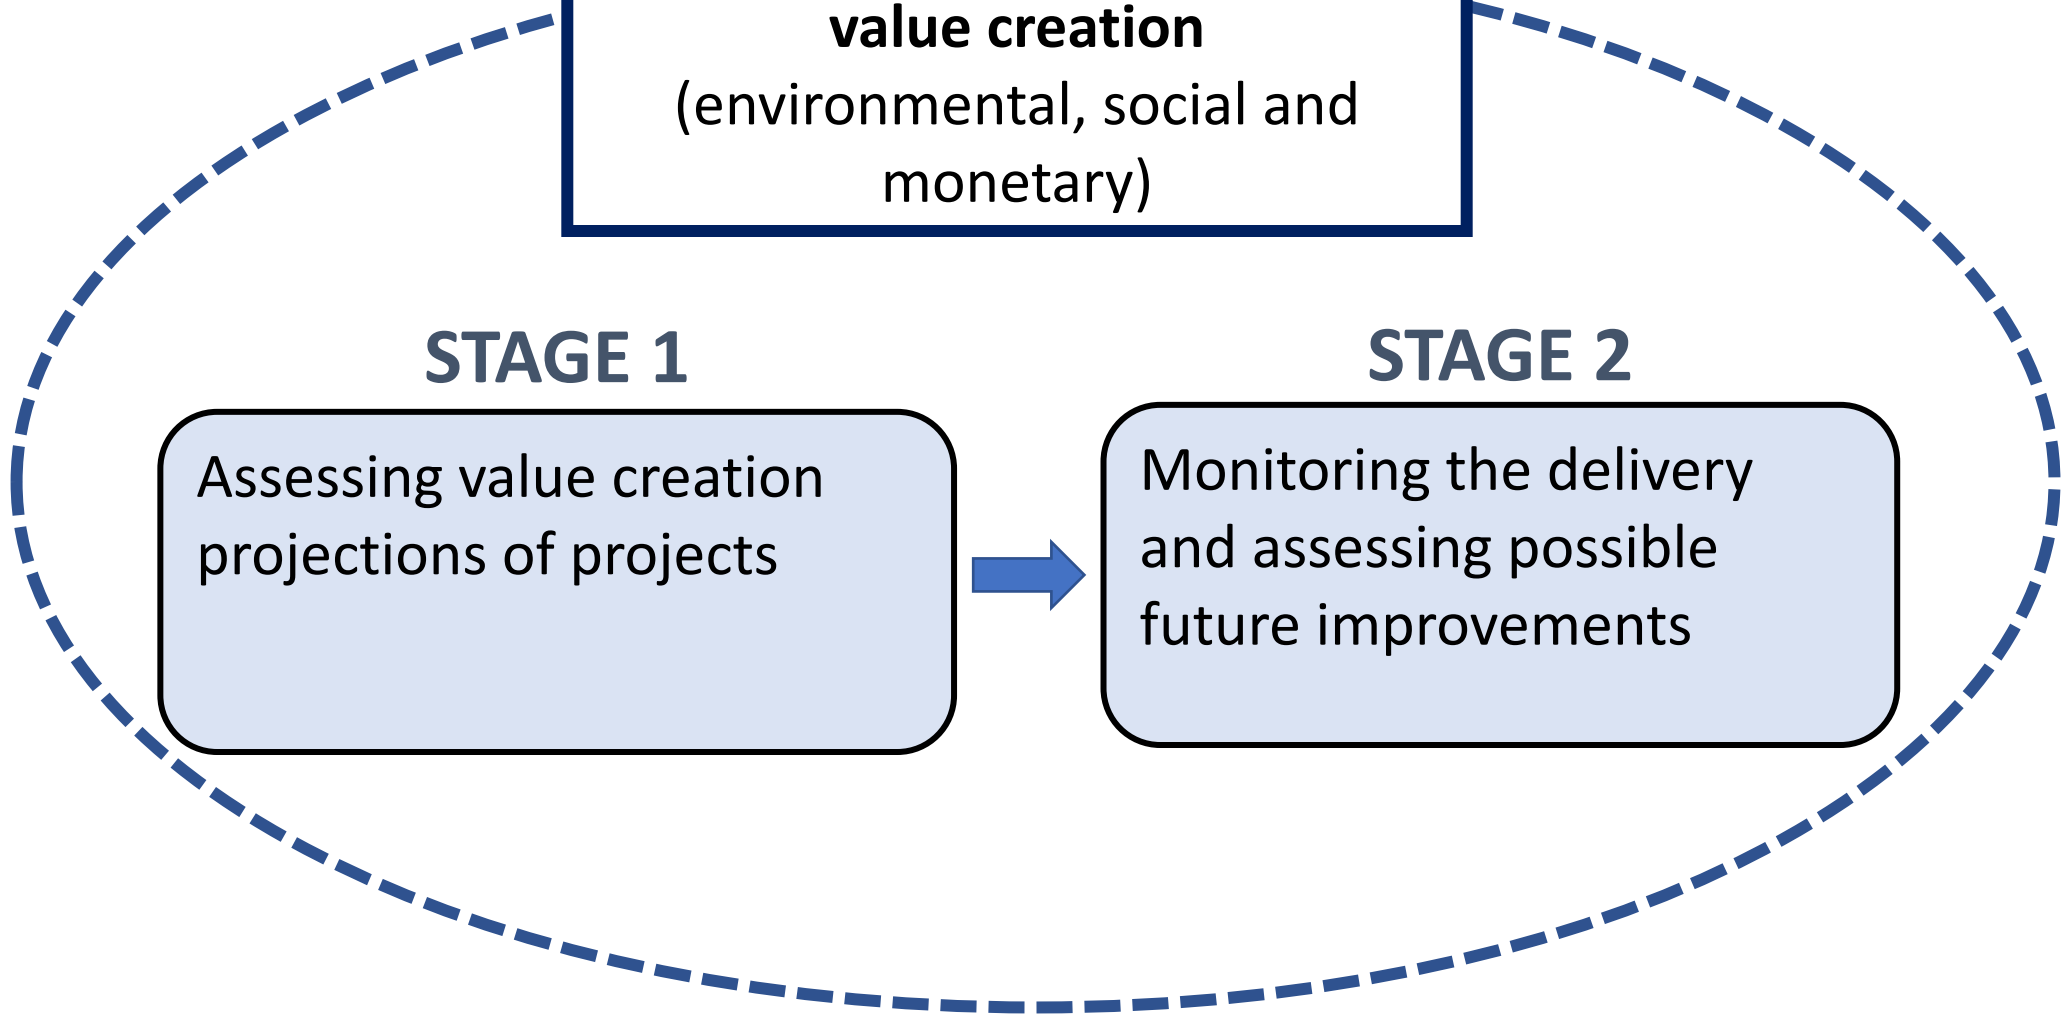 value creation
(environmental, social and
monetary)
STAGE 1
Assessing value creation
projections of projects
STAGE 2
Monitoring the delivery
and assessing possible
future improvements